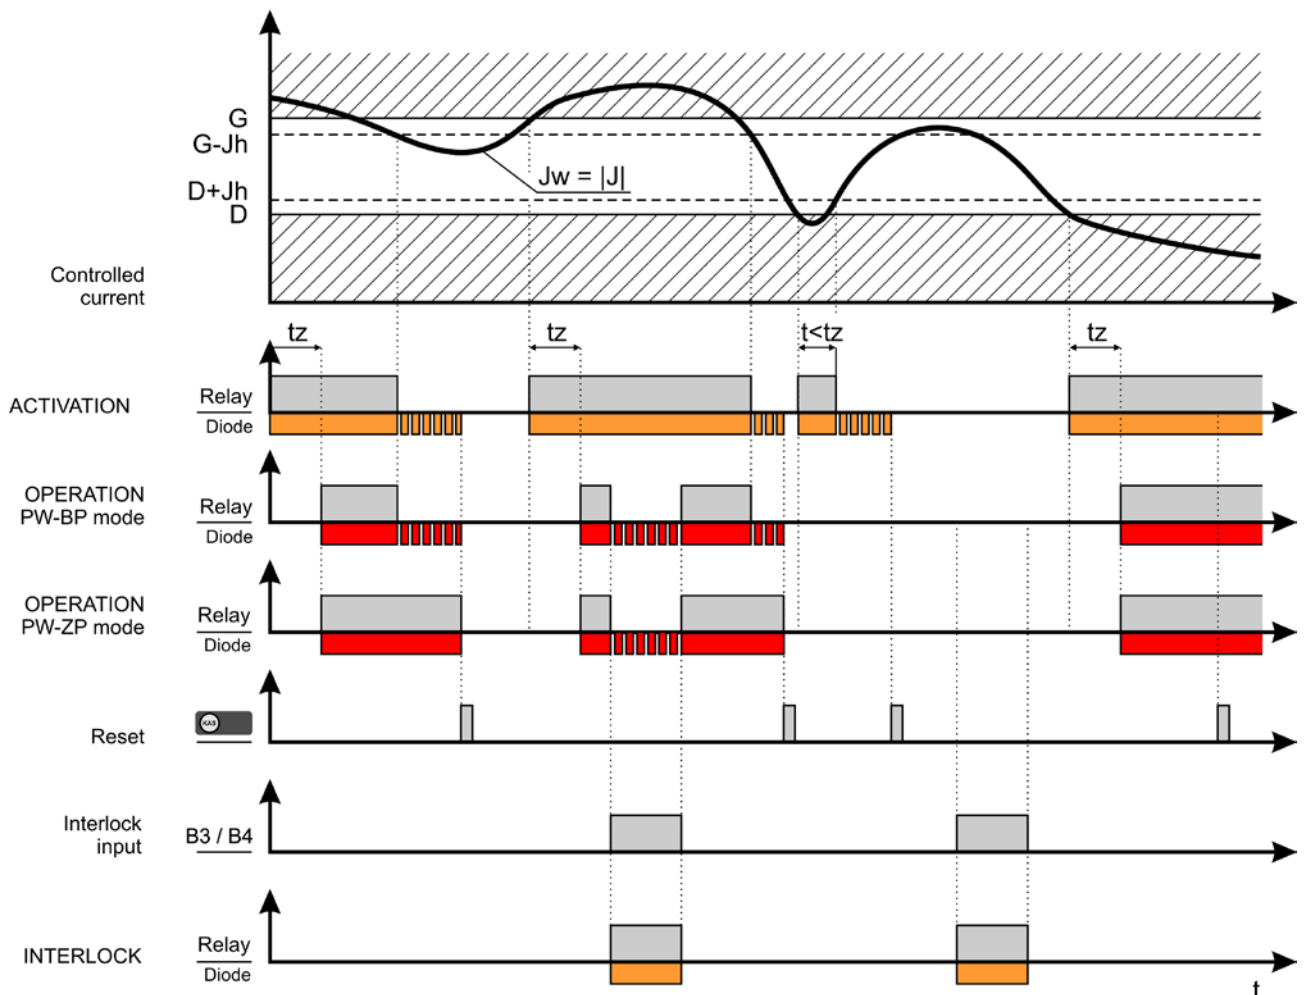 G
G-Jh
D+Jh
D
Jw = |J|
Controlled
current
tz
tz
t<tz
tz
ACTIVATION
Relay
Diode
OPERATION
PW-BP mode
Relay
Diode
OPERATION
PW-ZP mode
Relay
Diode
Reset
KAS
Interlock
input
B3 / B4
INTERLOCK
Relay
Diode
t